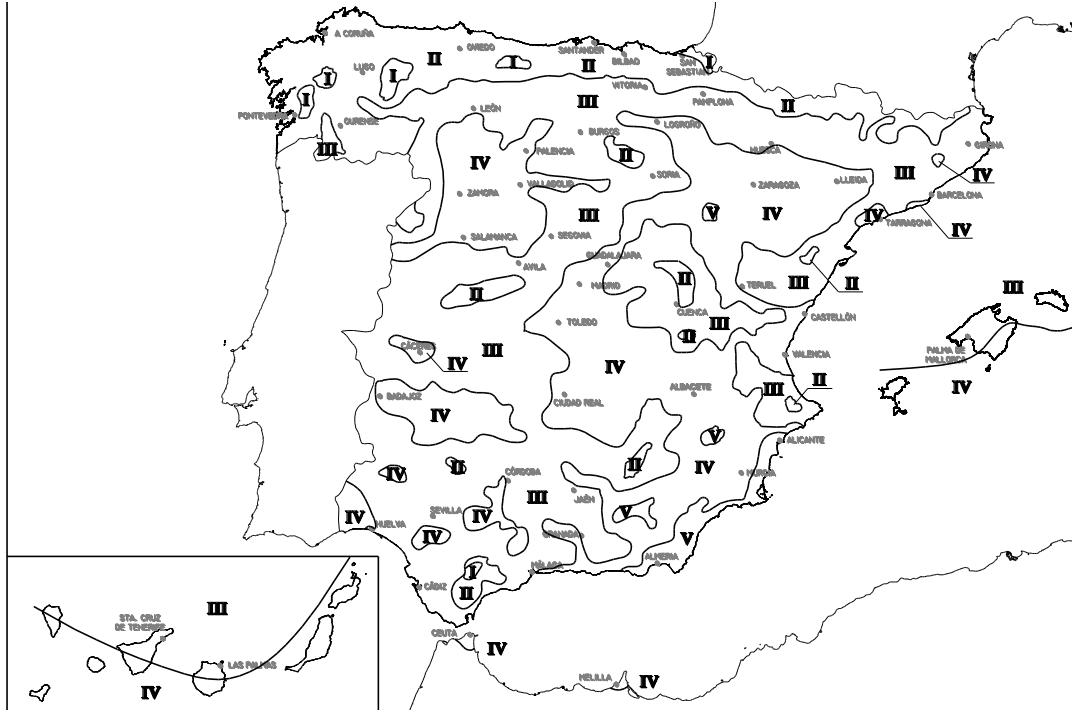 A CORUÑA
OVIEDO
SANTANDER
II
I
I
LUGO
II
BILBAO
SAN
SEBASTIAN
I
I
I
VITORIA
PAMPLONA
II
III
LEÓN
PONTEVEDRA
OURENSE
LOGROÑO
BURGOS
HUESCA
GIRENA
III
PALENCIA
II
IV
IV
III
SORIA
LLEIDA
ZAMORA
VALLADOLID
ZARAGOZA
BARCELONA
III
V
IV
IV
TARRAGONA
IV
SALAMANCA
SEGOVIA
GUADALAJARA
AVILA
II
MADRID
TERUEL
III
II
III
II
CUENCA
CASTELLÓN
TOLEDO
III
II
CÁCERES
III
VALENCIA
PALMA DE
MALLORCA
IV
IV
II
IV
ALBACETE
III
BADAJOZ
CIUDAD REAL
IV
V
ALICANTE
IV
II
CÓRDOBA
II
IV
MURCIA
III
JAÉN
IV
SEVILLA
IV
V
HUELVA
IV
GRANADA
V
ALMERIA
I
MÁLAGA
CÁDIZ
II
III
STA. CRUZ
DE TENERIFE
CEUTA
IV
LAS PALMAS
IV
MELILLA
IV